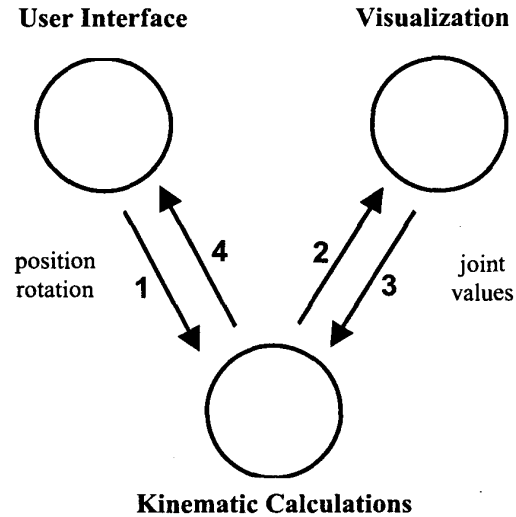 User Interface
Visualization
position
rotation
1
4
2
3
joint
values
Kinematic Calculations